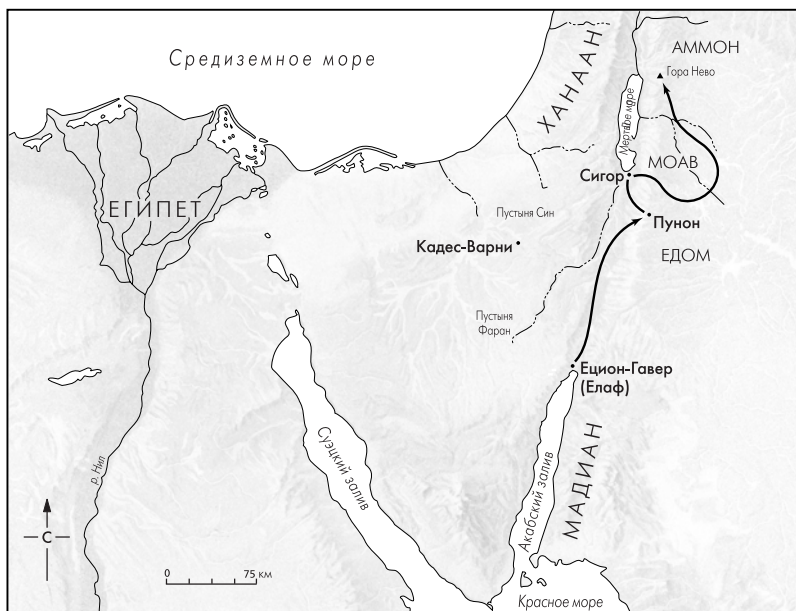 Средиземное море
АММОН
Гора Нево
ХАНААН
Мертвое море
МОАВ
Сигор
ЕГИПЕТ
Пустыня Син
Пунон
Кадес-Варни
ЕДОМ
Пустыня
Фаран
Ецион-Гавер
(Елаф)
МАДИАН
Суэцкий залив
Акабский залив
р. Нил
С
0 75 км
Красное море